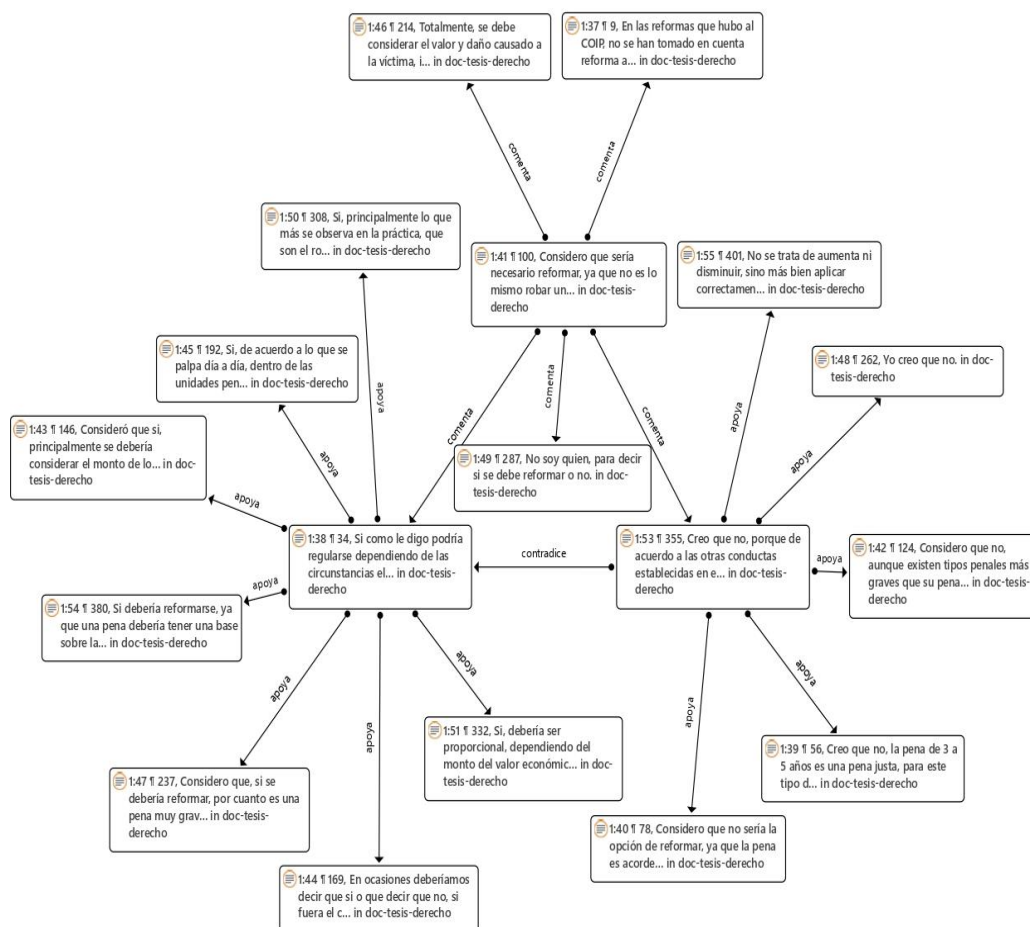 1:46 ¶ 214, Totalmente, se debe
considerar el valor y daño causado a
la víctima, i... in doc-tesis-derecho
1:37 ¶ 9, En las reformas que hubo al
COIP, no se han tomado en cuenta
reforma a... in doc-tesis-derecho
comenta
comenta
1:50 ¶ 308, Si, principalmente lo que
más se observa en la práctica, que
son el ro... in doc-tesis-derecho
1:41 ¶ 100, Considero que sería
necesario reformar, ya que no es lo
mismo robar un... in doc-tesis-
derecho
1:55 ¶ 401, No se trata de aumenta ni
disminuir, sino más bien aplicar
correctamen... in doc-tesis-derecho
1:45 ¶ 192, Si, de acuerdo a lo que se
palpa día a día, dentro de las
unidades pen... in doc-tesis-derecho
1:48 ¶ 262, Yo creo que no. in doc-
tesis-derecho
apoya
comenta
comenta
comenta
apoya
1:43 ¶ 146, Consideró que si,
principalmente se debería
considerar el monto de lo... in doc-
tesis-derecho
apoya
1:49 ¶ 287, No soy quien, para decir
si se debe reformar o no. in doc-
tesis-derecho
apoya
apoya
1:38 ¶ 34, Si como le digo podría
regularse dependiendo de las
circunstancias el... in doc-tesis-
derecho
contradice
1:53 ¶ 355, Creo que no, porque de
acuerdo a las otras conductas
establecidas en e... in doc-tesis-
derecho
apoya
1:42 ¶ 124, Considero que no,
aunque existen tipos penales más
graves que su pena... in doc-tesis-
derecho
apoya
1:54 ¶ 380, Si debería reformarse, ya
que una pena debería tener una base
sobre la... in doc-tesis-derecho
apoya
apoya
apoya
apoya
apoya
1:51 ¶ 332, Si, debería ser
proporcional, dependiendo del
monto del valor económic... in doc-
tesis-derecho
1:39 ¶ 56, Creo que no, la pena de 3 a
5 años es una pena justa, para este
tipo d... in doc-tesis-derecho
1:47 ¶ 237, Considero que, si se
debería reformar, por cuanto es una
pena muy grav... in doc-tesis-
derecho
1:40 ¶ 78, Considero que no sería la
opción de reformar, ya que la pena
es acorde... in doc-tesis-derecho
1:44 ¶ 169, En ocasiones deberíamos
decir que si o que decir que no, si
fuera el c... in doc-tesis-derecho